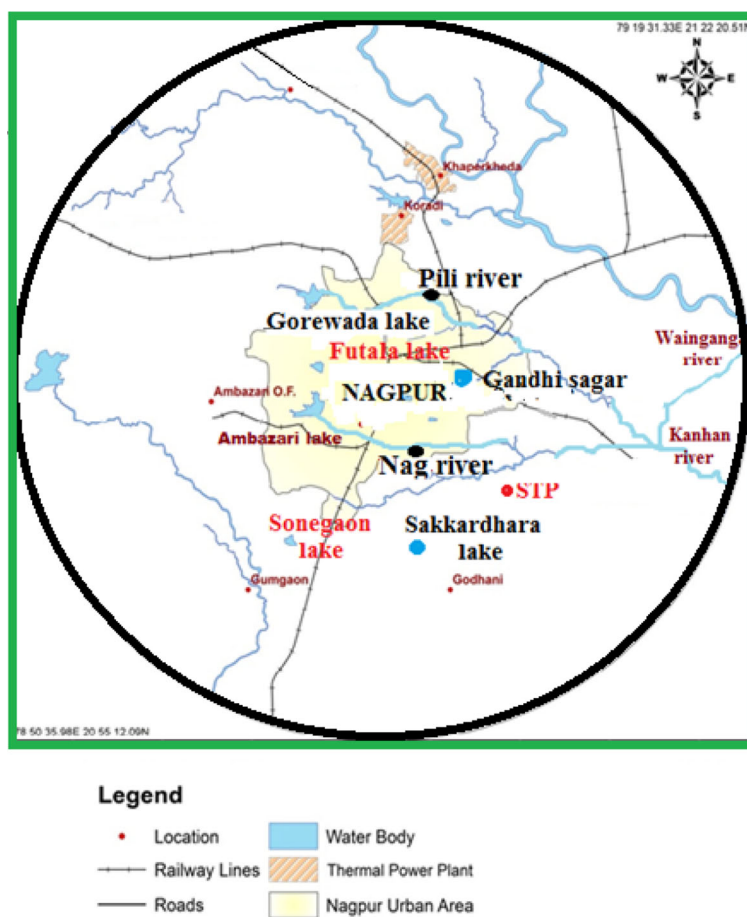 79 19 31.33E 21 22 20.51N
N
W E
S
Khaperkheda
Koradi
Pili river
Gorewada lake
Futala lake
Waingang
river
Gandhi sagar
NAGPUR
Ambazari O.F.
Ambazari lake
Kanhan
river
Nag river
STP
Sonegaon
lake
Sakkardhara
lake
Gumgaon
Godhani
78 50 35.98E 20 55 12.09N
Legend
Location
Water Body
Railway Lines
Thermal Power Plant
Roads
Nagpur Urban Area